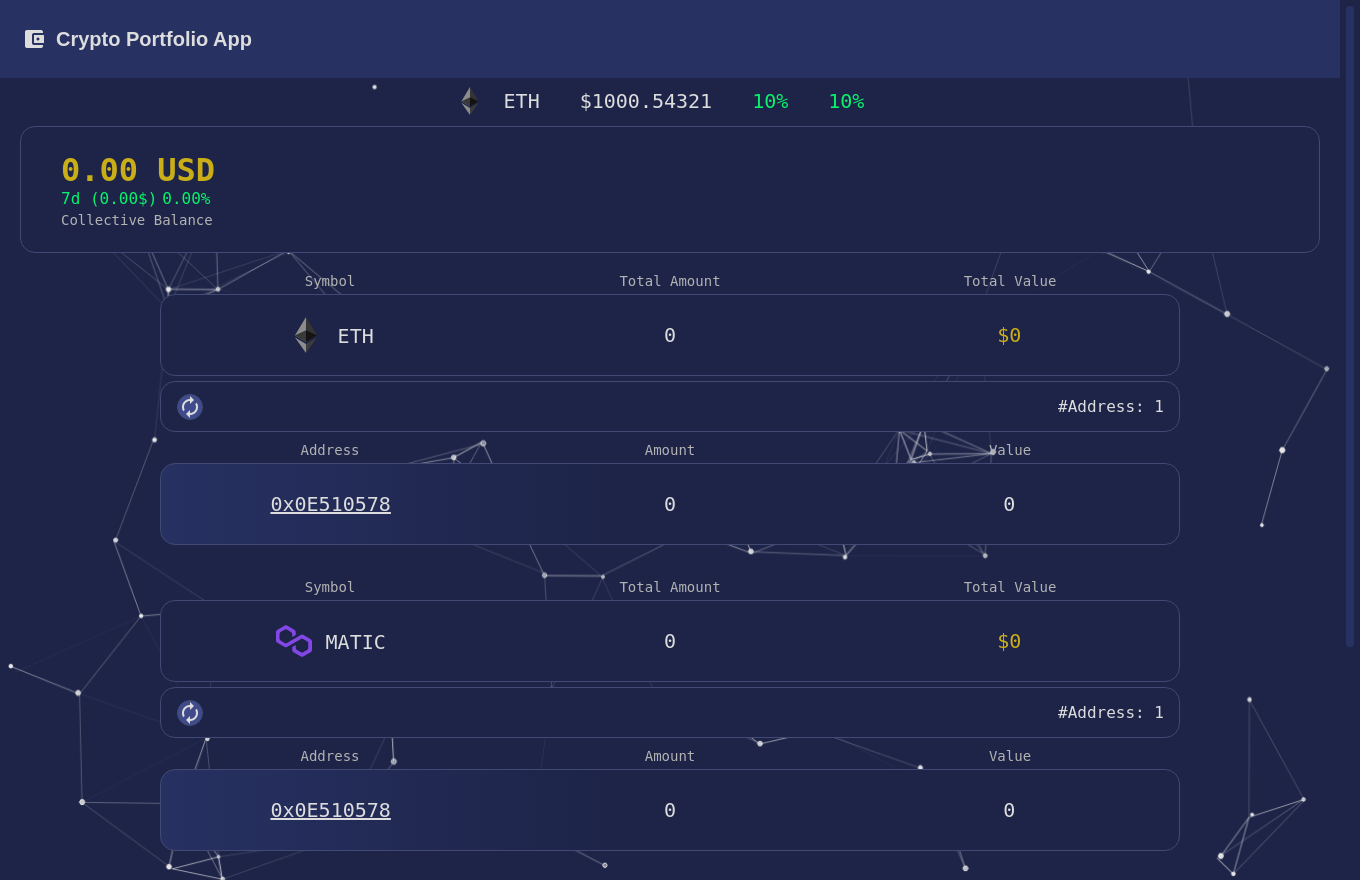 Crypto Portfolio App
ETH $1000.54321 10% 10%
0.00 USD
7d (0.00$) 0.00%
Collective Balance
Symbol Total Amount Total Value
ETH 0 $0
#Address: 1
Address Amount Value
0x0E510578 0 0
Symbol Total Amount Total Value
MATIC 0 $0
#Address: 1
Address Amount Value
0x0E510578 0 0